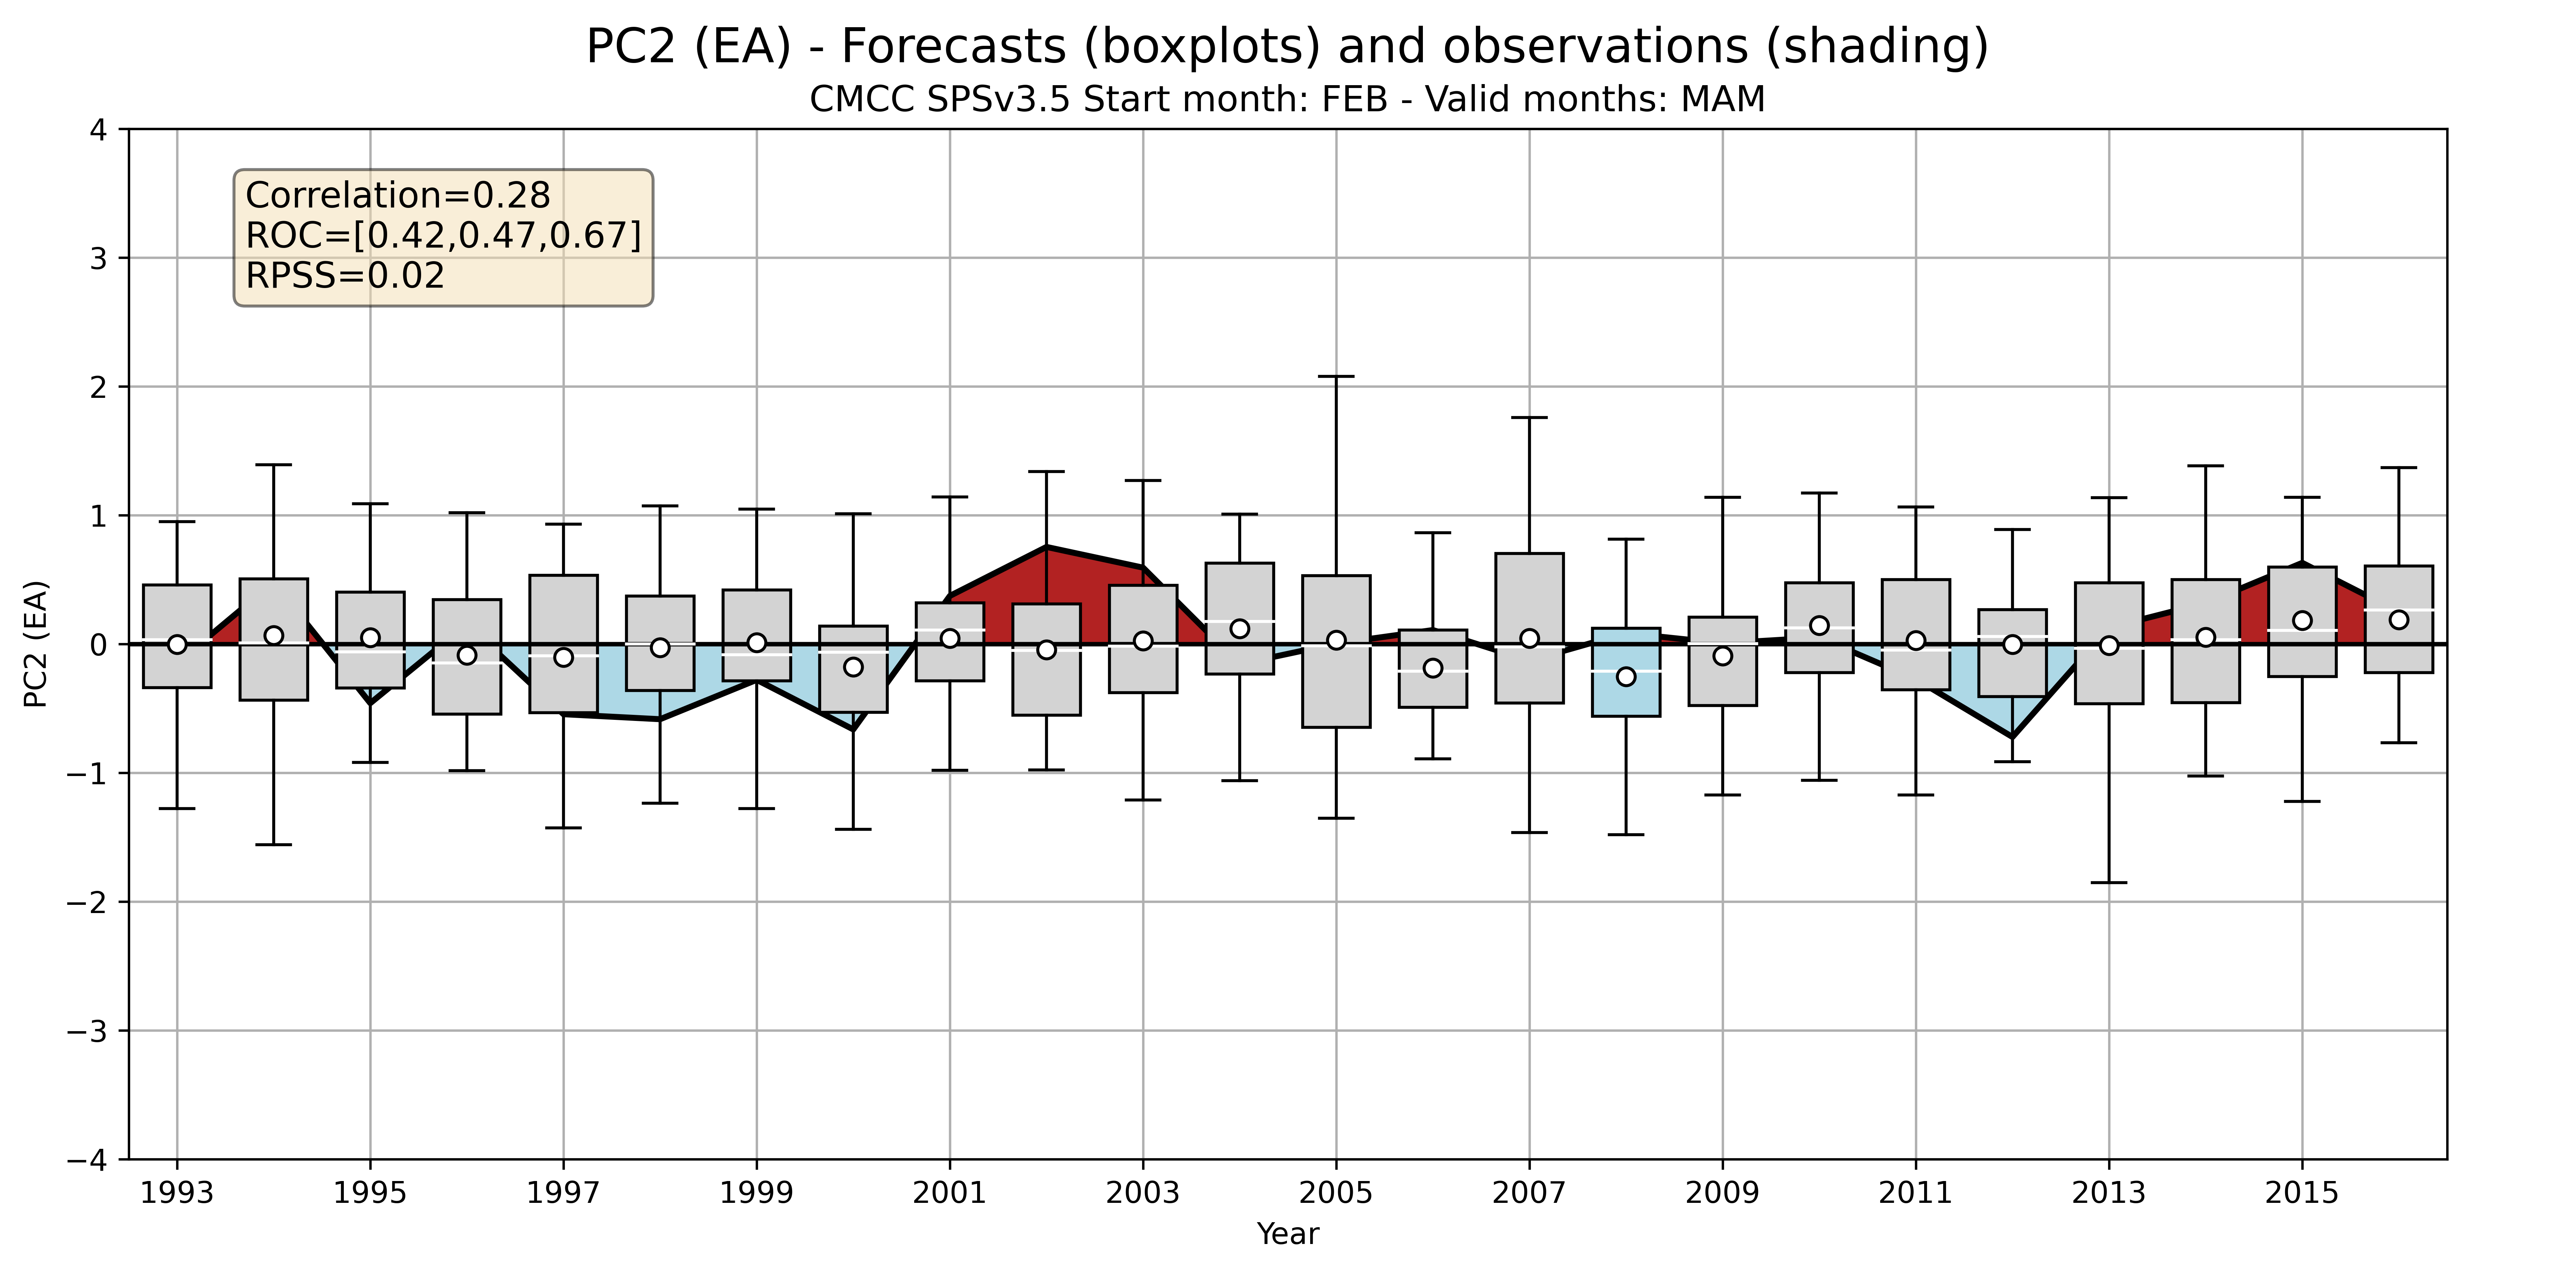 PC2 (EA) - Forecasts (boxplots) and observations (shading)
CMCC SPSv3.5 Start month: FEB - Valid months: MAM
Correlation=0.28
ROC=[0.42,0.47,0.67]
RPSS=0.02
PC2 (EA)
4
3
2
1
0
−1
−2
−3
−4
1993 1995 1997 1999 2001 2003 2005 2007 2009 2011 2013 2015
Year